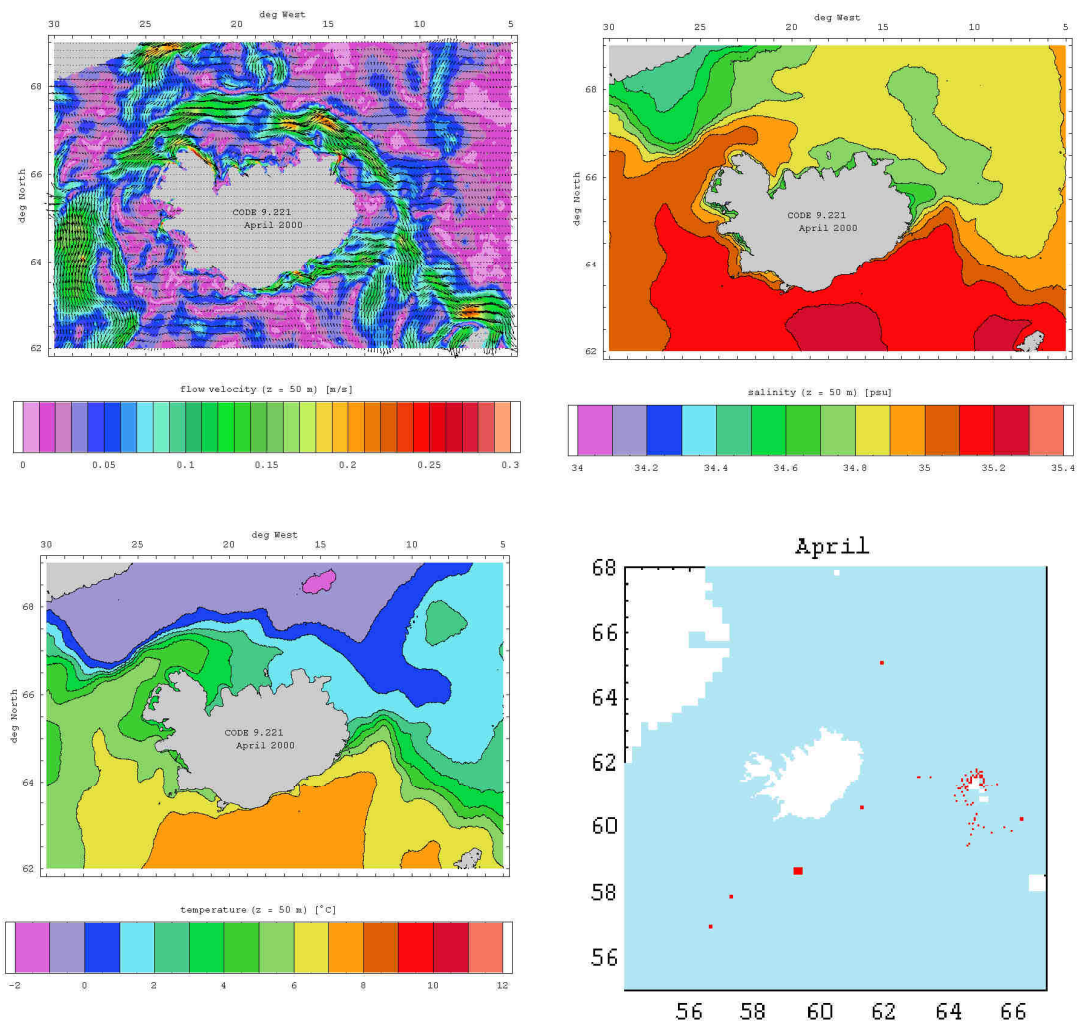 deg West
30 25 20 15 10 5
68
66
64
62
deg North
CODE 9.221
April 2000
flow velocity (z = 50 m) [m/s]
0 0.05 0.1 0.15 0.2 0.25 0.3
deg West
30 25 20 15 10 5
68
66
64
62
deg North
CODE 9.221
April 2000
salinity (z = 50 m) [psu]
34 34.2 34.4 34.6 34.8 35 35.2 35.4
deg West
30 25 20 15 10 5
68
66
64
62
deg North
CODE 9.221
April 2000
temperature (z = 50 m) [°C]
-2 0 2 4 6 8 10 12
April
68
66
64
62
60
58
56
56 58 60 62 64 66